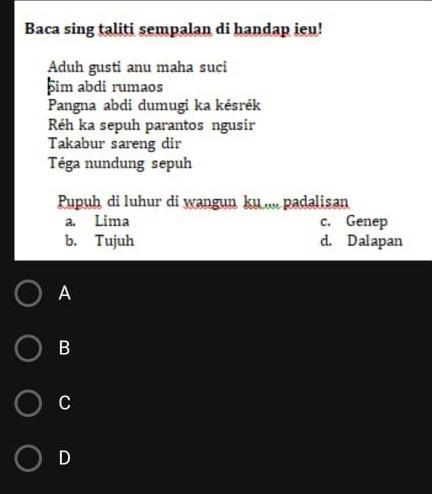 Baca sing taliti sempalan di handap ieu!
Aduh gusti anu maha suci
Sim abdi rumaos
Pangna abdi dumugi ka késrék
Réh ka sepuh parantos ngusir
Takabur sareng dir
Téga nundung sepuh
Pupuh di luhur di wangun ku .... padalisan
a. Lima c. Genep
b. Tujuh d. Dalapan
A
B
C
D